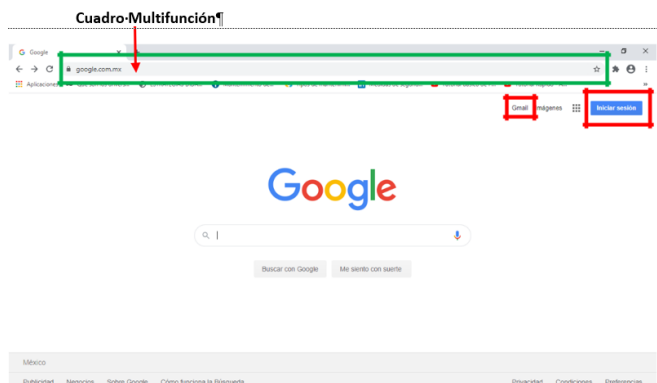 Cuadro·Multifunción¶
Google
google.com.mx
Aplicaciones
Gmail Imágenes Iniciar sesión
Google
Buscar con Google Me siento con suerte
México
Publicidad Negocios Sobre Google Cómo funciona la Búsqueda Privacidad Condiciones Preferencias